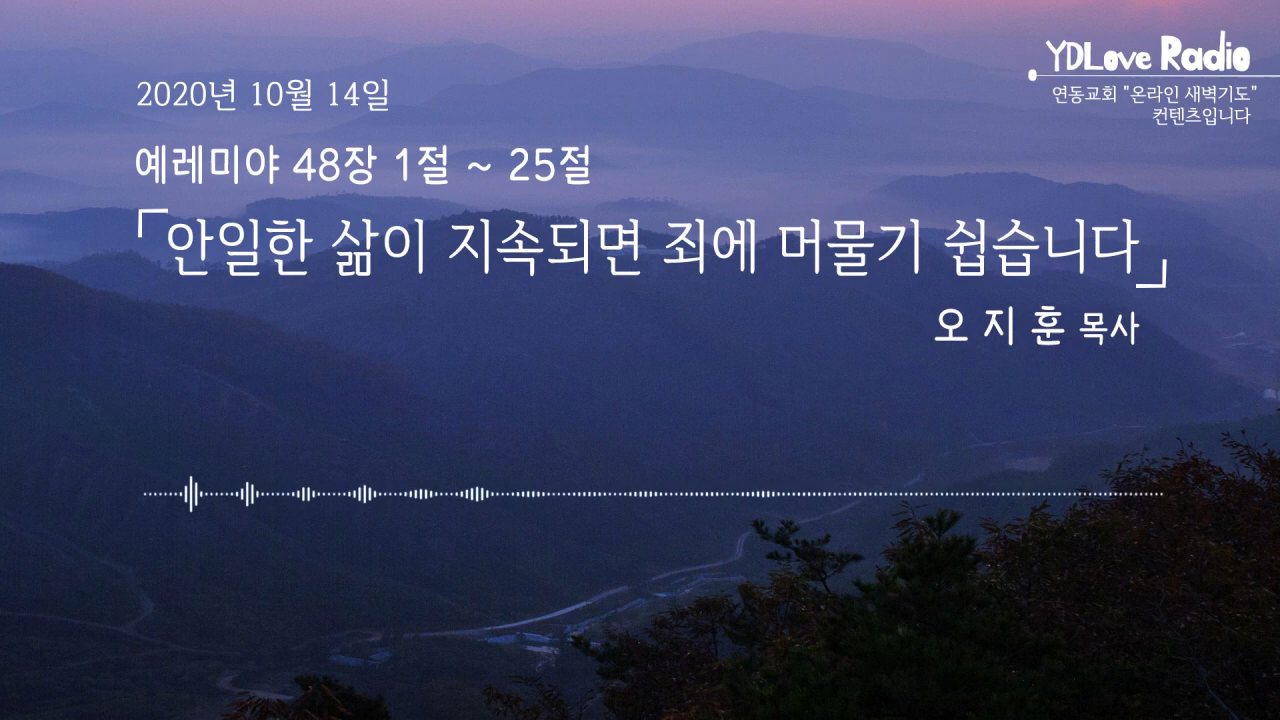 YDLove Radio
연동교회 "온라인 새벽기도"
컨텐츠입니다
2020년 10월 14일
예레미야 48장 1절 ~ 25절
「안일한 삶이 지속되면 죄에 머물기 쉽습니다」
오 지 훈 목사